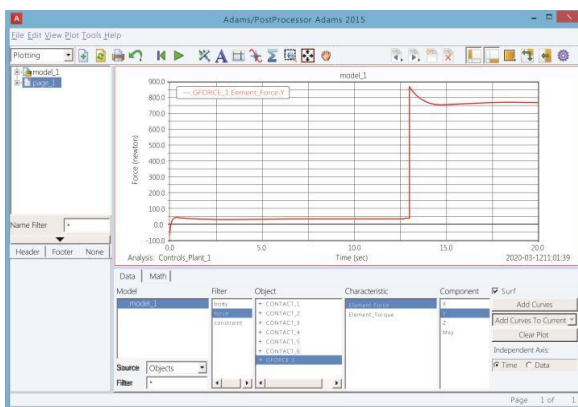 Adams/PostProcessor Adams 2015
File Edit View Plot Tools Help
Plotting
model_1
page_1
model_1
900.0
GFORCE_1.Element_Force.Y
800.0
700.0
600.0
500.0
400.0
300.0
200.0
100.0
0.0
-100.0
Force (newton)
0.0 5.0 10.0 15.0 20.0
Analysis: Controls_Plant_1 Time (sec) 2020-03-1211:01:39
Name Filter *
Header Footer None
Data Math
Model Filter Object Characteristic Component Surf
.model_1
body
force
constraint
+ CONTACT_1
+ CONTACT_2
+ CONTACT_3
+ CONTACT_4
+ CONTACT_5
+ CONTACT_6
+ GFORCE_1
Element_Force
Element_Torque
X
Y
Z
Add Curves
Add Curves To Current
Clear Plot
Independent Axis:
Time Data
Source Objects
Filter *
Page 1 of 1